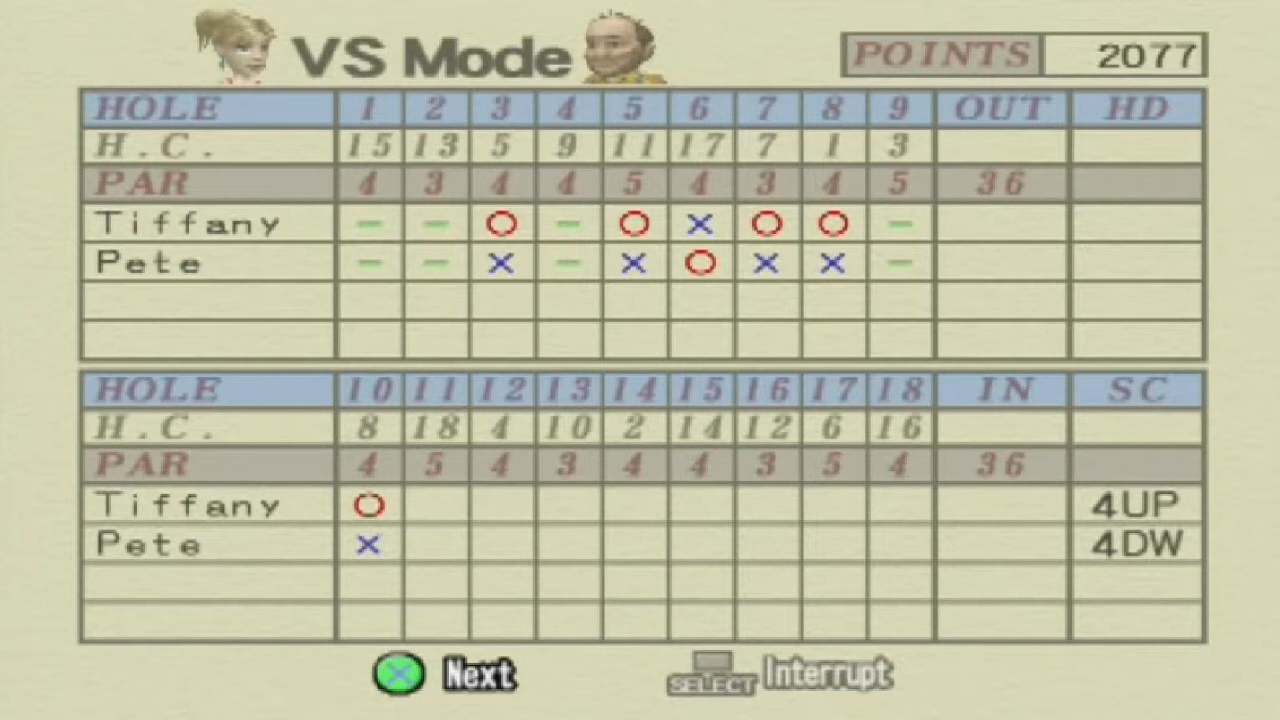 VS Mode POINTS 2077
HOLE 1 2 3 4 5 6 7 8 9 OUT HD
H.C. 15 13 5 9 11 17 7 1 3
PAR 4 3 4 4 5 4 3 4 5 36
Tiffany - - O - O X O O -
Pete - - X - X O X X -
HOLE 10 11 12 13 14 15 16 17 18 IN SC
H.C. 8 18 4 10 2 14 12 6 16
PAR 4 5 4 3 4 4 3 5 4 36
Tiffany O 4UP
Pete X 4DW
Next SELECT Interrupt